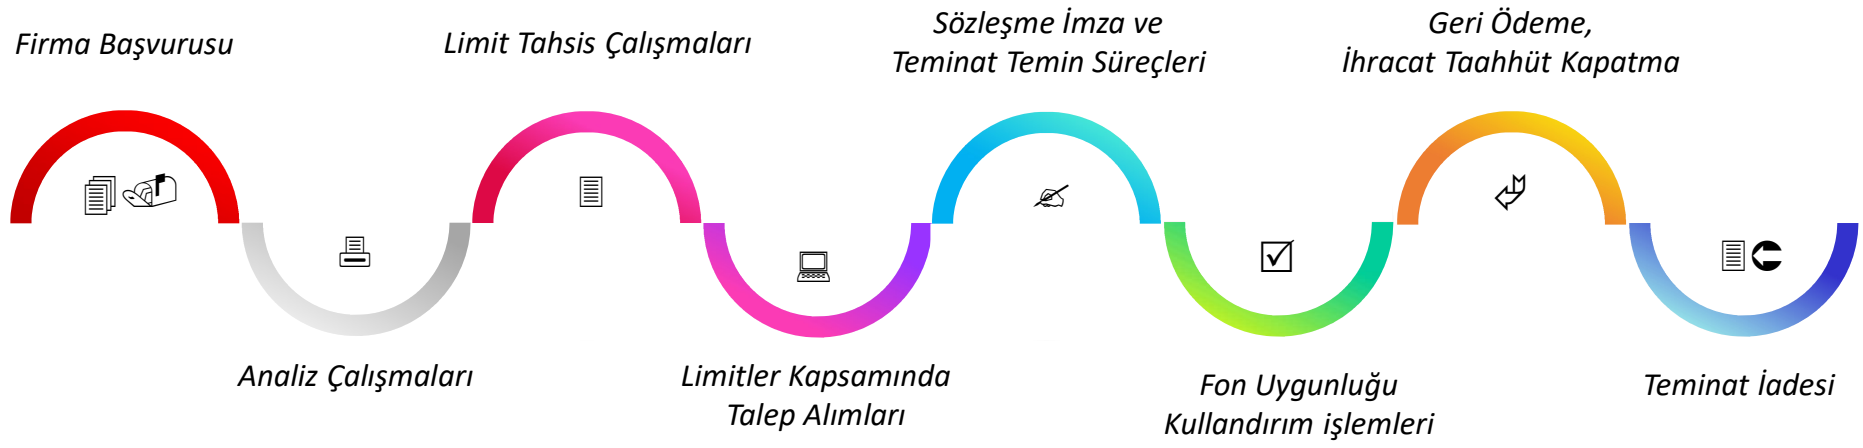 Firma Başvurusu
Analiz Çalışmaları
Limit Tahsis Çalışmaları
Limitler Kapsamında
Talep Alımları
Sözleşme İmza ve
Teminat Temin Süreçleri
Fon Uygunluğu
Kullandırım işlemleri
Geri Ödeme,
İhracat Taahhüt Kapatma
Teminat İadesi